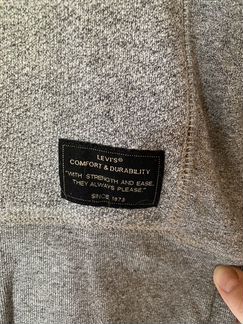 LEVI'S®
COMFORT & DURABILITY
"WITH STRENGTH AND EASE,
THEY ALWAYS PLEASE."
SINCE 1873